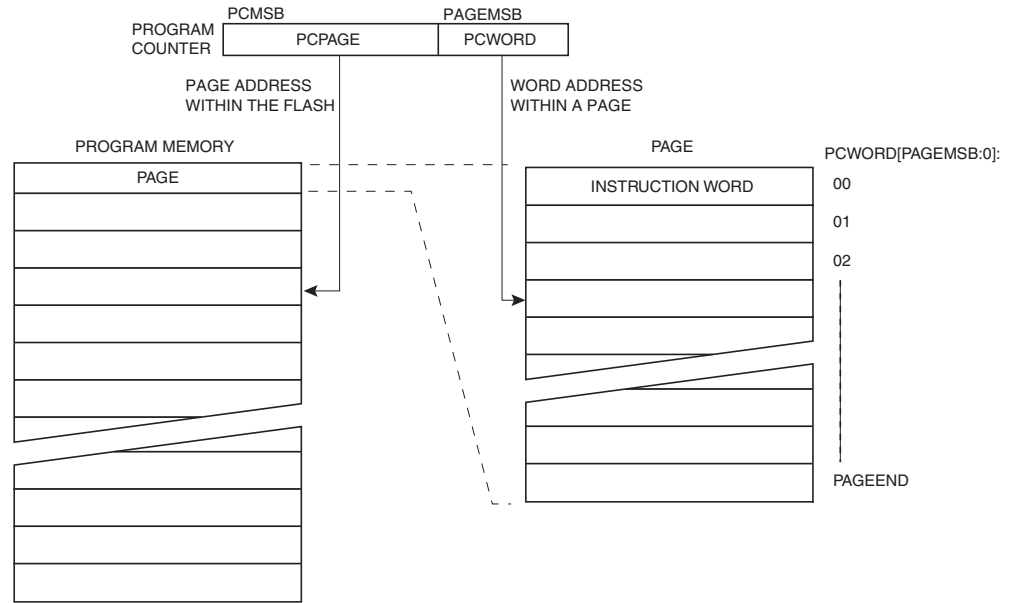 PCMSB
PAGEMSB
PROGRAM
COUNTER
PCPAGE
PCWORD
PAGE ADDRESS
WITHIN THE FLASH
WORD ADDRESS
WITHIN A PAGE
PROGRAM MEMORY
PAGE
PAGE
PCWORD[PAGEMSB:0]:
INSTRUCTION WORD
00
01
02
PAGEEND